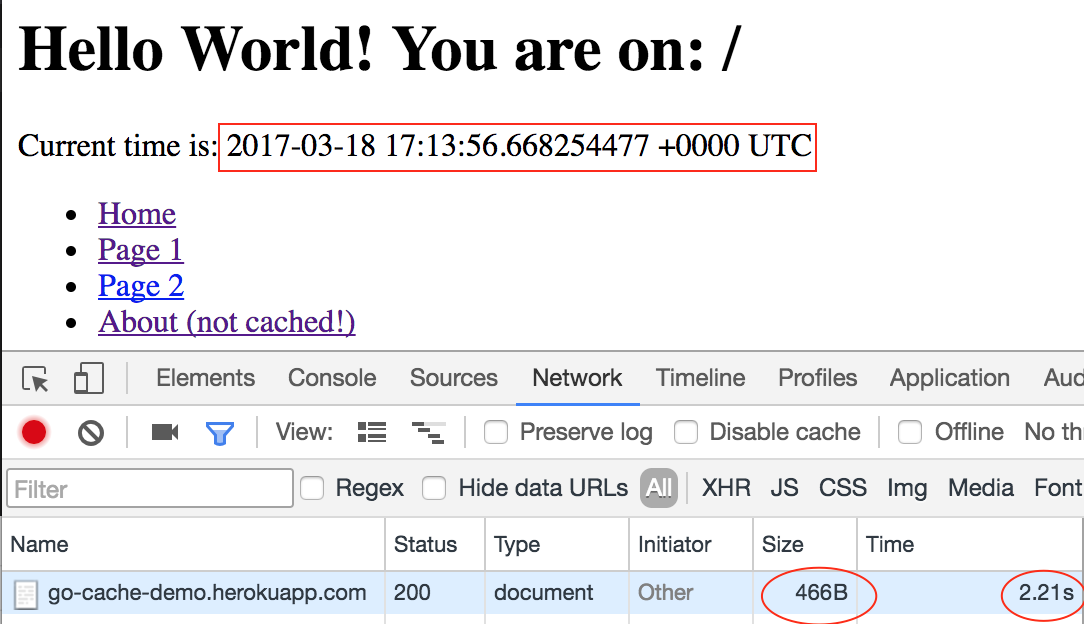 Hello World! You are on: /
Current time is: 2017-03-18 17:13:56.668254477 +0000 UTC
Home
Page 1
Page 2
About (not cached!)
Elements Console Sources Network Timeline Profiles Application Aud
View: Preserve log Disable cache Offline No th
Filter Regex Hide data URLs All XHR JS CSS Img Media Font
Name Status Type Initiator Size Time
go-cache-demo.herokuapp.com 200 document Other 466B 2.21s